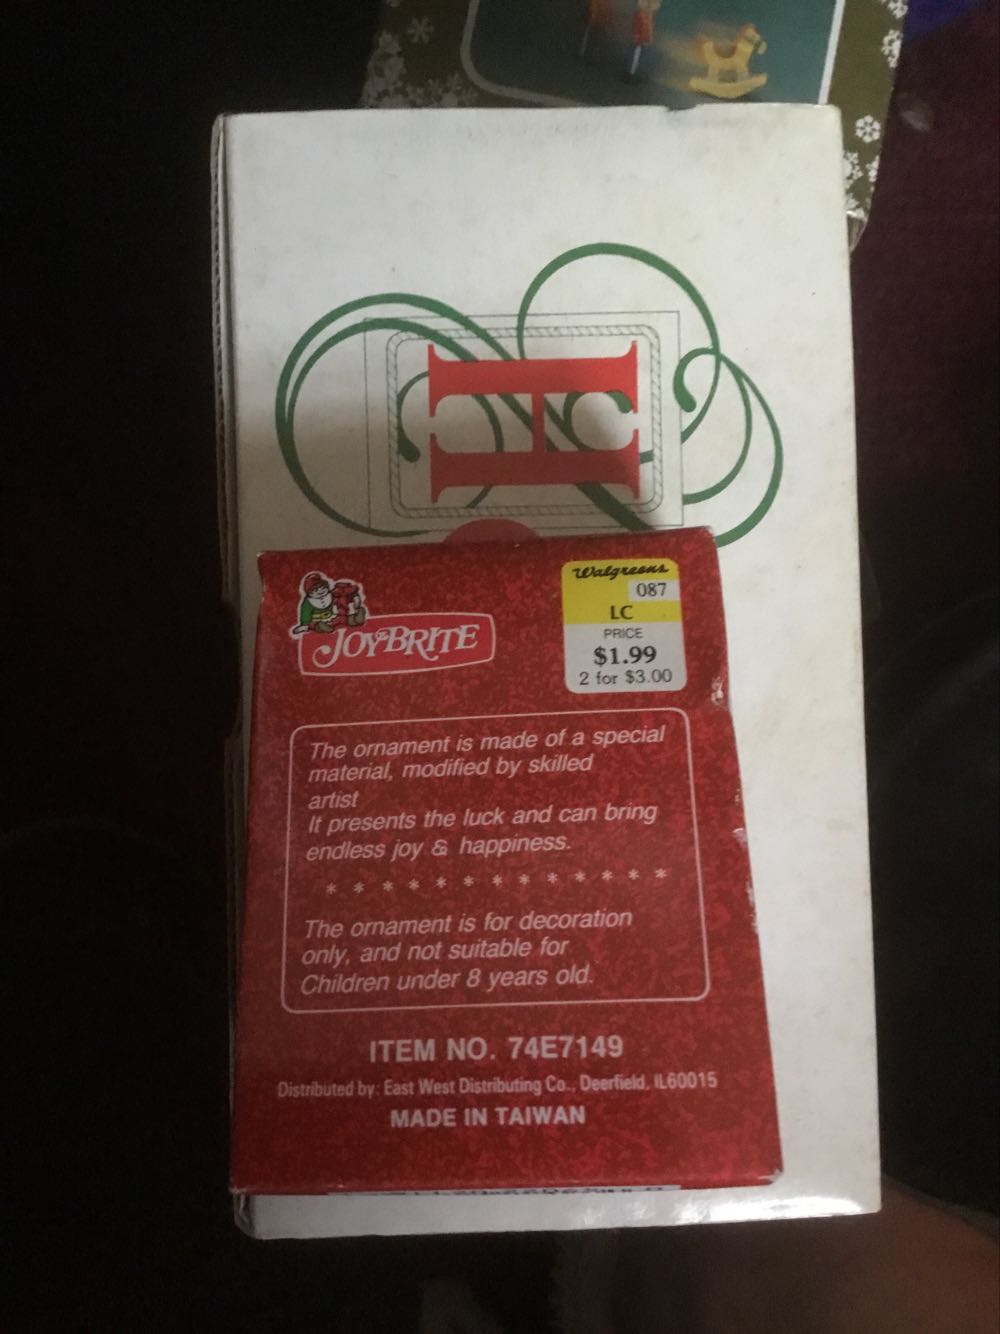 H
JOYBRITE
Walgreens
087
LC
PRICE
$1.99
2 for $3.00
The ornament is made of a special
material, modified by skilled
artist
It presents the luck and can bring
endless joy & happiness.
* * * * * * * * * * * * *
The ornament is for decoration
only, and not suitable for
Children under 8 years old.
ITEM NO. 74E7149
Distributed by: East West Distributing Co., Deerfield, IL60015
MADE IN TAIWAN